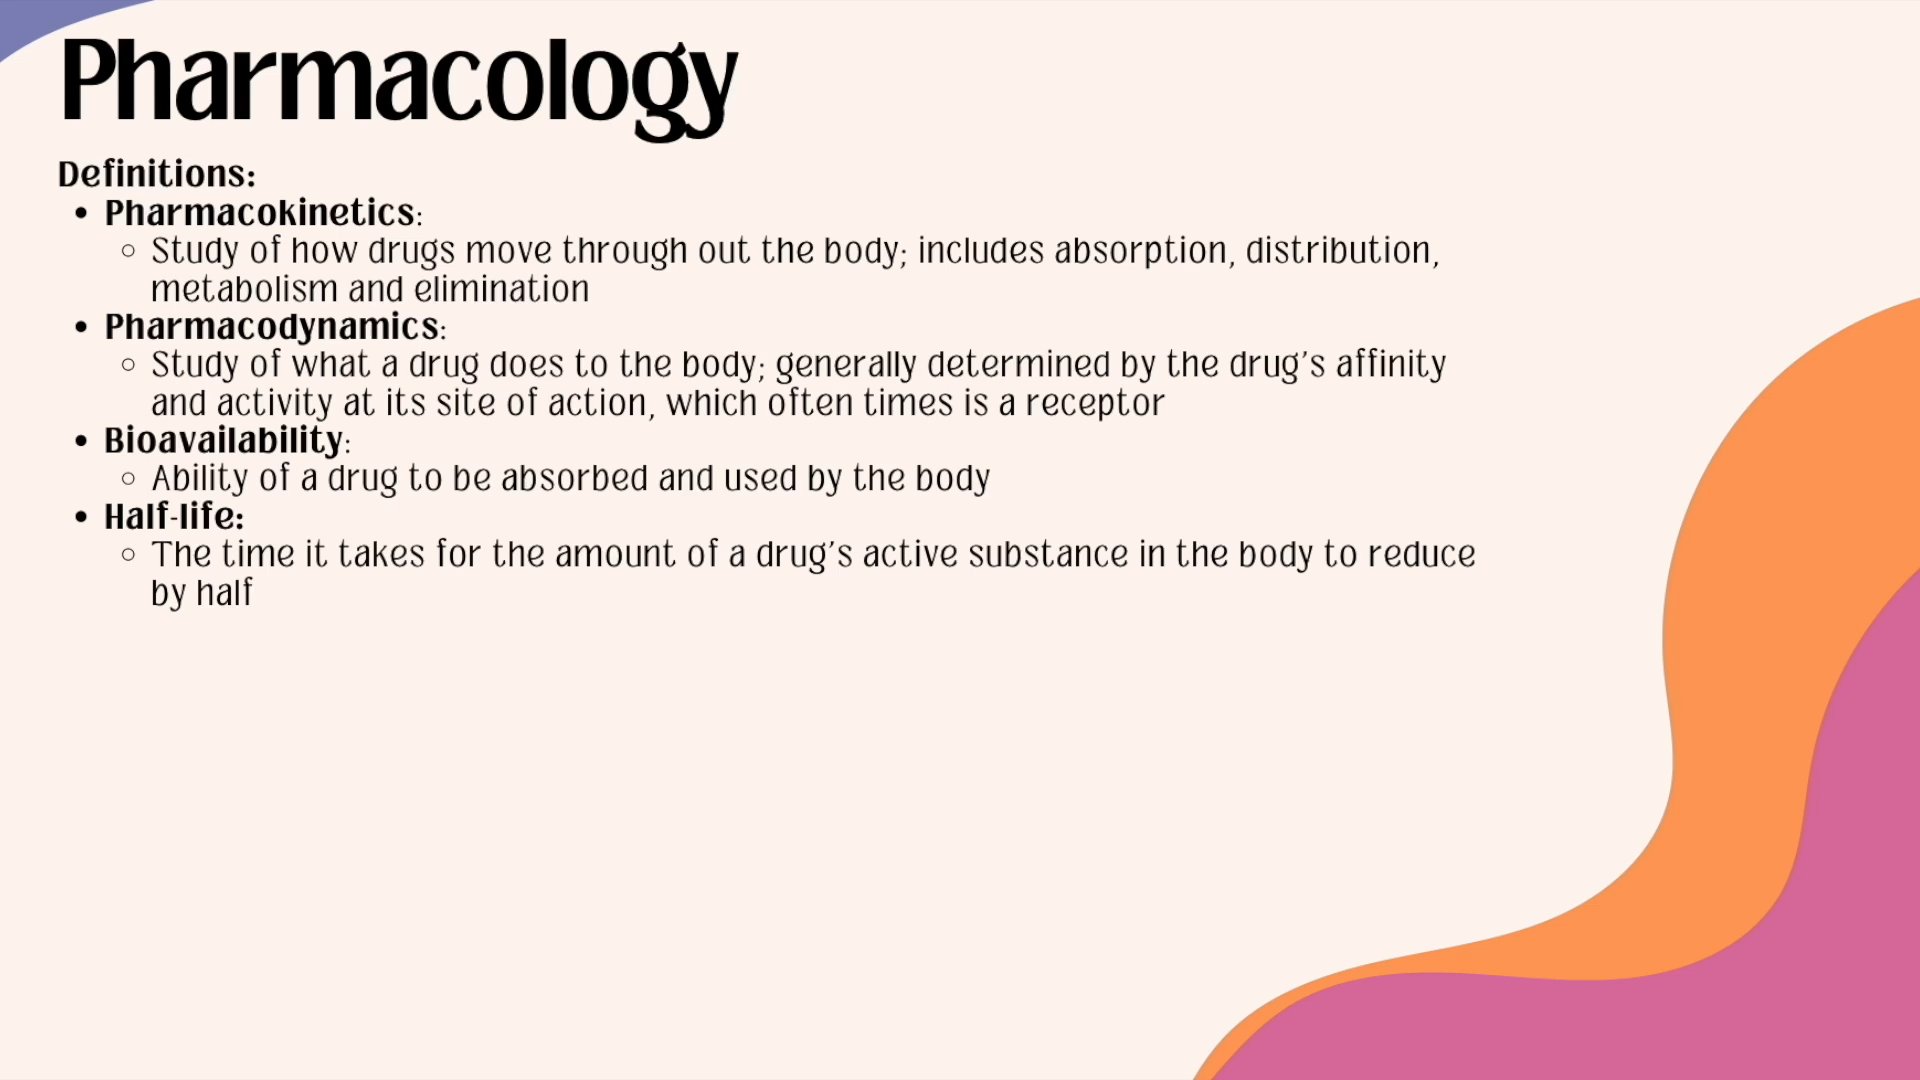 Pharmacology
Definitions:
• Pharmacokinetics:
○ Study of how drugs move through out the body; includes absorption, distribution,
metabolism and elimination
• Pharmacodynamics:
○ Study of what a drug does to the body; generally determined by the drug’s affinity
and activity at its site of action, which often times is a receptor
• Bioavailability:
○ Ability of a drug to be absorbed and used by the body
• Half-life:
○ The time it takes for the amount of a drug’s active substance in the body to reduce
by half